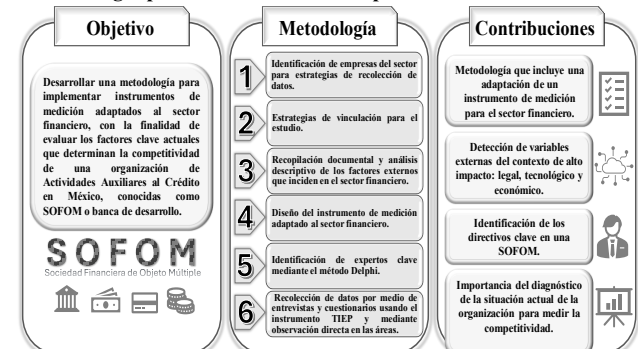 Objetivo
Desarrollar una metodología para
implementar instrumentos de
medición adaptados al sector
financiero, con la finalidad de
evaluar los factores clave actuales
que determinan la competitividad
de una organización de
Actividades Auxiliares al Crédito
en México, conocidas como
SOFOM o banca de desarrollo.
SOFOM
Sociedad Financiera de Objeto Múltiple
Metodología
1
Identificación de empresas del sector
para estrategias de recolección de
datos.
2
Estrategias de vinculación para el
estudio.
3
Recopilación documental y análisis
descriptivo de los factores externos
que inciden en el sector financiero.
4
Diseño del instrumento de medición
adaptado al sector financiero.
5
Identificación de expertos clave
mediante el método Delphi.
6
Recolección de datos por medio de
entrevistas y cuestionarios usando el
instrumento TIEP y mediante
observación directa en las áreas.
Contribuciones
Metodología que incluye una
adaptación de un
instrumento de medición
para el sector financiero.
Detección de variables
externas del contexto de alto
impacto: legal, tecnológico y
económico.
Identificación de los
directivos clave en una
SOFOM.
Importancia del diagnóstico
de la situación actual de la
organización para medir la
competitividad.